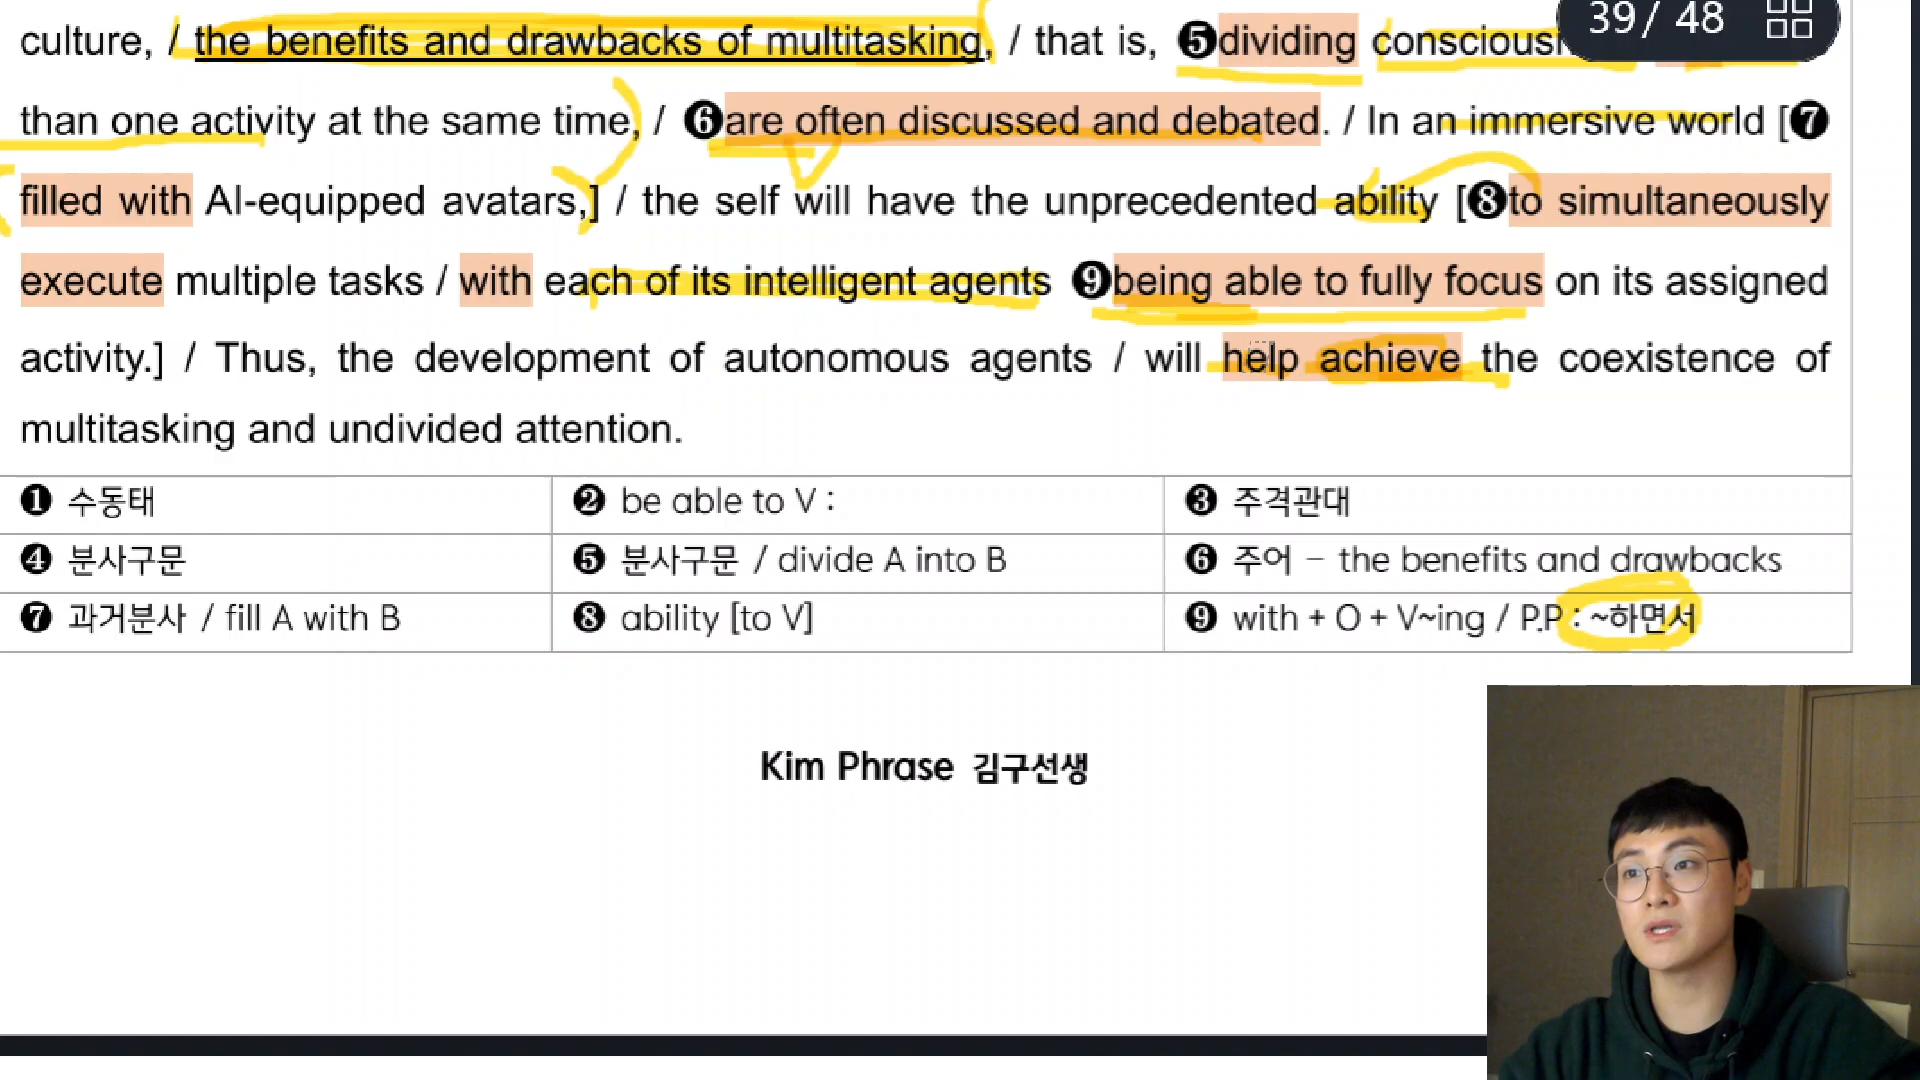 39/ 48
culture, / the benefits and drawbacks of multitasking, / that is, ❺dividing
than one activity at the same time, / ❻are often discussed and debated. / In an immersive world [❼
filled with AI-equipped avatars,] / the self will have the unprecedented ability [❽to simultaneously
execute multiple tasks / with each of its intelligent agents ❾being able to fully focus on its assigned
activity.] / Thus, the development of autonomous agents / will help achieve the coexistence of
multitasking and undivided attention.
❶ 수동태 ❷ be able to V : ❸ 주격관대
❹ 분사구문 ❺ 분사구문 / divide A into B ❻ 주어 – the benefits and drawbacks
❼ 과거분사 / fill A with B ❽ ability [to V] ❾ with + O + V~ing / P.P : ~하면서
Kim Phrase 김구선생